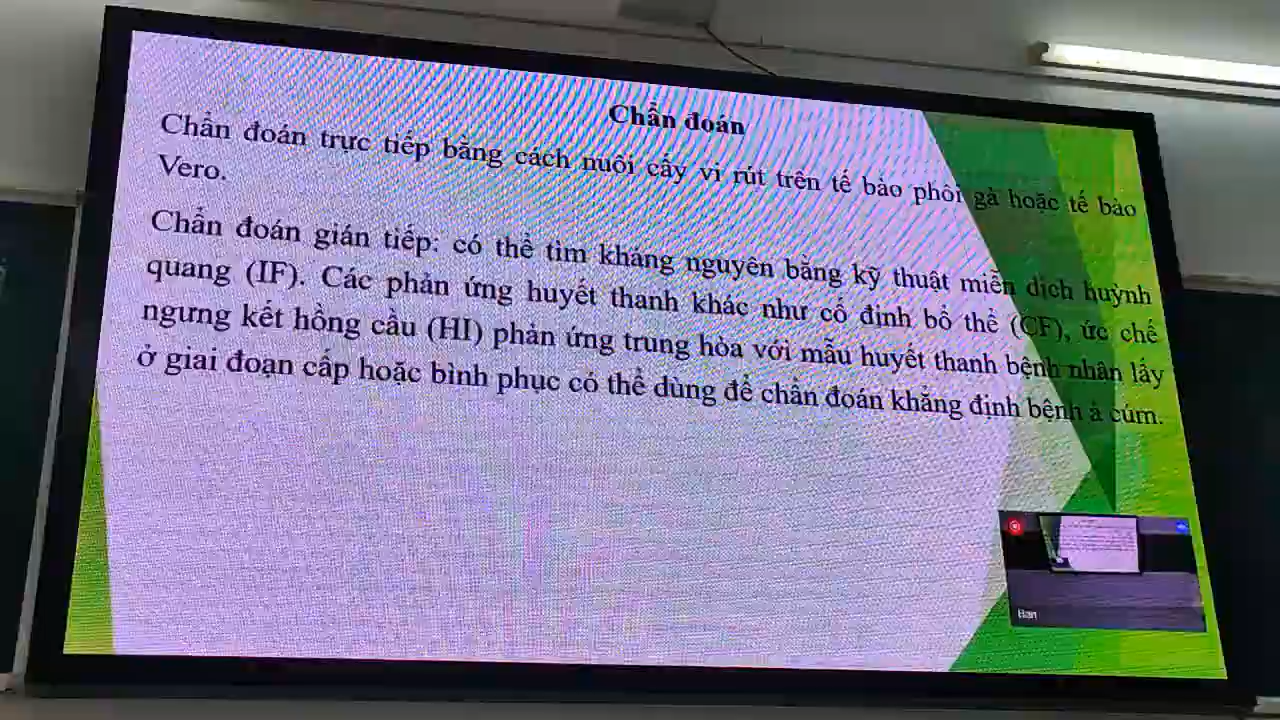 Chẩn đoán
Chẩn đoán trực tiếp bằng cách nuôi cấy vi rút trên tế bào phôi gà hoặc tế bào
Vero.
Chẩn đoán gián tiếp: có thể tìm kháng nguyên bằng kỹ thuật miễn dịch huỳnh
quang (IF). Các phản ứng huyết thanh khác như cố định bổ thể (CF), ức chế
ngưng kết hồng cầu (HI) phản ứng trung hòa với mẫu huyết thanh bệnh nhân lấy
ở giai đoạn cấp hoặc bình phục có thể dùng để chẩn đoán khẳng định bệnh á cúm.